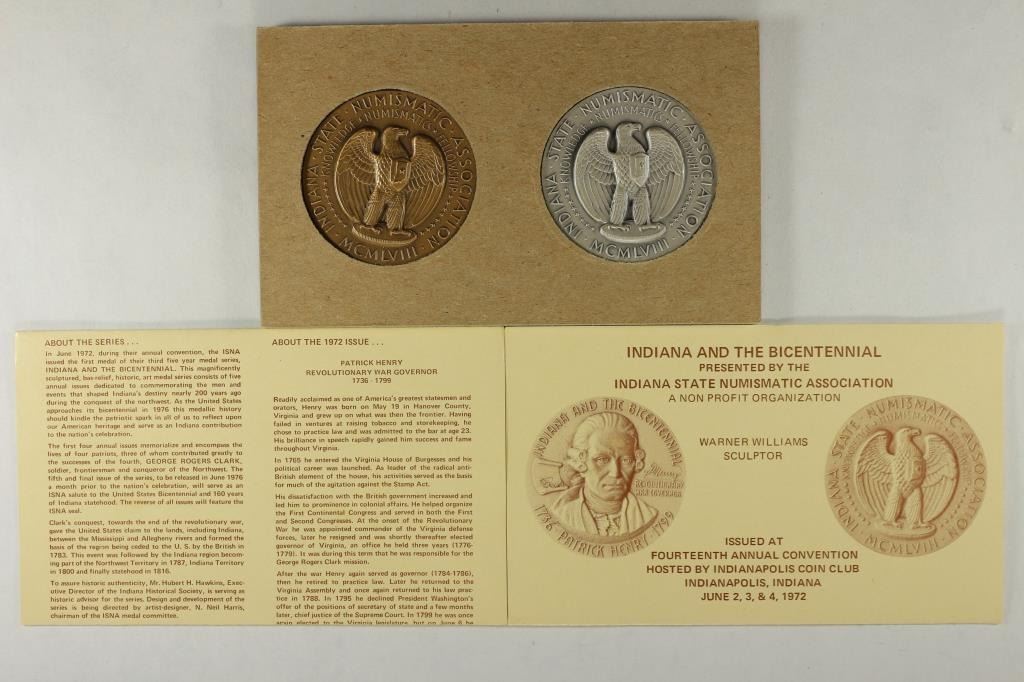 INDIANA · STATE · NUMISMATIC · ASSOCIATION
KNOWLEDGE · NUMISMATICS · FELLOWSHIP
· MCMLVIII ·
INDIANA · STATE · NUMISMATIC · ASSOCIATION
KNOWLEDGE · NUMISMATICS · FELLOWSHIP
· MCMLVIII ·
ABOUT THE SERIES . . .
In June 1972, during their annual convention, the ISNA
issued the first medal of their third five year medal series,
INDIANA AND THE BICENTENNIAL. This magnificently
sculptured, bas-relief, historic, art medal series consists of five
annual issues dedicated to commemorating the men and
events that shaped Indiana's destiny nearly 200 years ago
during the conquest of the northwest. As the United States
approaches its bicentennial in 1976 this medallic history
should kindle the patriotic spark in all of us to reflect upon
our American heritage and serve as an Indiana contribution
to the nation's celebration.
The first four annual issues memorialize and encompass the
lives of four patriots, three of whom contributed greatly to
the successes of the fourth, GEORGE ROGERS CLARK,
soldier, frontiersman and conqueror of the Northwest. The
fifth and final issue of the series, to be released in June 1976
a month prior to the nation's celebration, will serve as an
ISNA salute to the United States Bicentennial and 160 years
of Indiana statehood. The reverse of all issues will feature the
ISNA seal.
Clark's conquest, towards the end of the revolutionary war,
gave the United States claim to the lands, including Indiana,
between the Mississippi and Allegheny rivers and formed the
basis of the region being ceded to the U. S. by the British in
1783. This event was followed by the Indiana region becom-
ing part of the Northwest Territory in 1787, Indiana Territory
in 1800 and finally statehood in 1816.
To assure historic authenticity, Mr. Hubert H. Hawkins, Exec-
utive Director of the Indiana Historical Society, is serving as
historic advisor for the series. Design and development of the
series is being directed by artist-designer, N. Neil Harris,
chairman of the ISNA medal committee.
ABOUT THE 1972 ISSUE . . .
PATRICK HENRY
REVOLUTIONARY WAR GOVERNOR
1736 - 1799
Readily acclaimed as one of America's greatest statesmen and
orators, Henry was born on May 19 in Hanover County,
Virginia and grew up on what was then the frontier. Having
failed in ventures at raising tobacco and storekeeping, he
chose to practice law and was admitted to the bar at age 23.
His brilliance in speech rapidly gained him success and fame
throughout Virginia.
In 1765 he entered the Virginia House of Burgesses and his
political career was launched. As leader of the radical anti-
British element of the house, his activities served as the basis
for much of the agitation against the Stamp Act.
His dissatisfaction with the British government increased and
led him to prominence in colonial affairs. He helped organize
the First Continental Congress and served in both the First
and Second Congresses. At the onset of the Revolutionary
War he was appointed commander of the Virginia defense
forces, later he resigned and was shortly thereafter elected
governor of Virginia, an office he held three years (1776-
1779). It was during this term that he was responsible for the
George Rogers Clark mission.
After the war Henry again served as governor (1784-1786),
then he retired to practice law. Later he returned to the
Virginia Assembly and once again returned to his law prac-
tice in 1788. In 1795 he declined President Washington's
offer of the positions of secretary of state and a few months
later, chief justice of the Supreme Court. In 1799 he was once
again elected to the Virginia legislature, but on June 6 he
INDIANA AND THE BICENTENNIAL
PRESENTED BY THE
INDIANA STATE NUMISMATIC ASSOCIATION
A NON PROFIT ORGANIZATION
WARNER WILLIAMS
SCULPTOR
INDIANA AND THE BICENTENNIAL
REVOLUTIONARY
WAR GOVERNOR
1736 · PATRICK HENRY · 1799
INDIANA · STATE · NUMISMATIC · ASSOCIATION
· MCMLVIII ·
ISSUED AT
FOURTEENTH ANNUAL CONVENTION
HOSTED BY INDIANAPOLIS COIN CLUB
INDIANAPOLIS, INDIANA
JUNE 2, 3, & 4, 1972